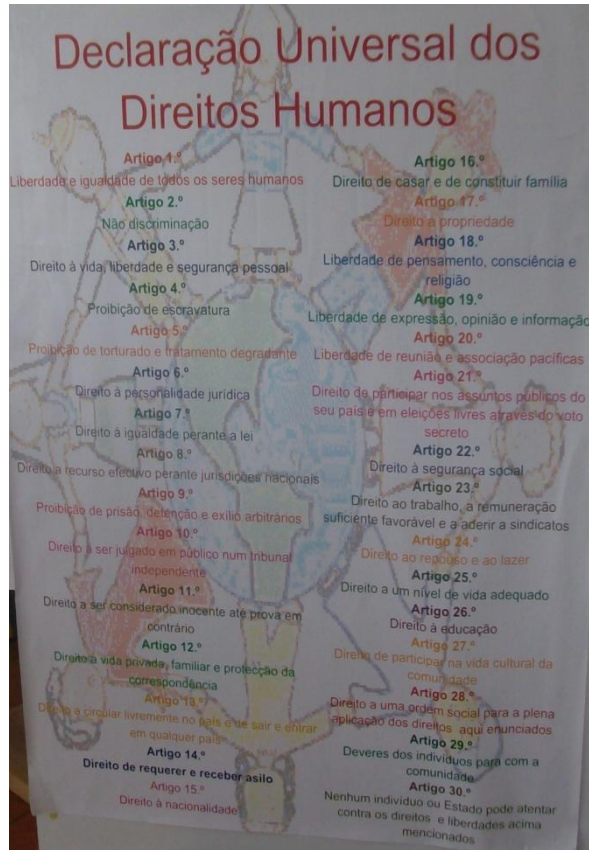 Declaração Universal dos
Direitos Humanos
Artigo 1.º
Liberdade e igualdade de todos os seres humanos
Artigo 2.º
Não discriminação
Artigo 3.º
Direito à vida, liberdade e segurança pessoal
Artigo 4.º
Proibição de escravatura
Artigo 5.º
Proibição de torturado e tratamento degradante
Artigo 6.º
Direito à personalidade jurídica
Artigo 7.º
Direito à igualdade perante a lei
Artigo 8.º
Direito a recurso efectivo perante jurisdições nacionais
Artigo 9.º
Proibição de prisão, detenção e exílio arbitrários
Artigo 10.º
Direito a ser julgado em público num tribunal
independente
Artigo 11.º
Direito a ser considerado inocente até prova em
contrário
Artigo 12.º
Direito à vida privada, familiar e protecção da
correspondência
Artigo 13.º
Direito a circular livremente no país e de sair e entrar
em qualquer país
Artigo 14.º
Direito de requerer e receber asilo
Artigo 15.º
Direito à nacionalidade
Artigo 16.º
Direito de casar e de constituir família
Artigo 17.º
Direito a propriedade
Artigo 18.º
Liberdade de pensamento, consciência e
religião
Artigo 19.º
Liberdade de expressão, opinião e informação
Artigo 20.º
Liberdade de reunião e associação pacíficas
Artigo 21.º
Direito de participar nos assuntos públicos do
seu país e em eleições livres através do voto
secreto
Artigo 22.º
Direito à segurança social
Artigo 23.º
Direito ao trabalho, a remuneração
suficiente favorável e a aderir a sindicatos
Artigo 24.º
Direito ao repouso e ao lazer
Artigo 25.º
Direito a um nível de vida adequado
Artigo 26.º
Direito à educação
Artigo 27.º
Direito de participar na vida cultural da
comunidade
Artigo 28.º
Direito a uma ordem social para a plena
aplicação dos direitos aqui enunciados
Artigo 29.º
Deveres dos indivíduos para com a
comunidade
Artigo 30.º
Nenhum indivíduo ou Estado pode atentar
contra os direitos e liberdades acima
mencionados